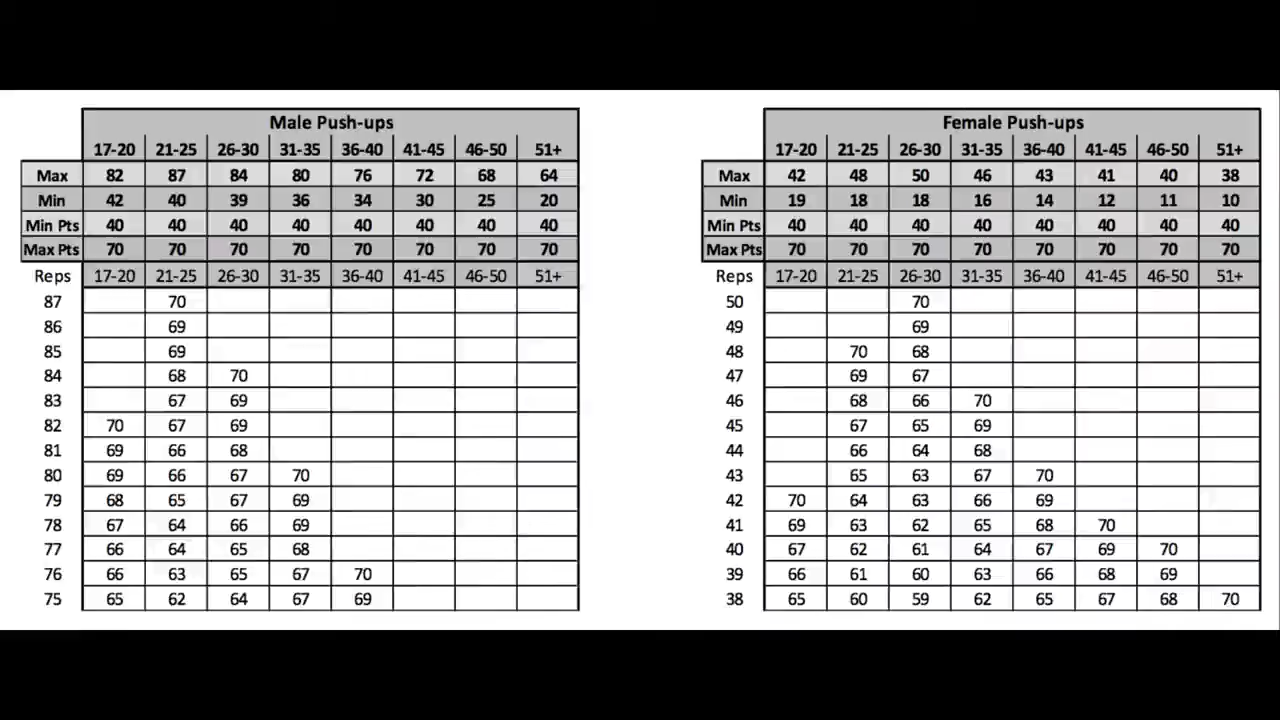 Male Push-ups
17-20 21-25 26-30 31-35 36-40 41-45 46-50 51+
Max 82 87 84 80 76 72 68 64
Min 42 40 39 36 34 30 25 20
Min Pts 40 40 40 40 40 40 40 40
Max Pts 70 70 70 70 70 70 70 70
Reps 17-20 21-25 26-30 31-35 36-40 41-45 46-50 51+
87 70
86 69
85 69
84 68 70
83 67 69
82 70 67 69
81 69 66 68
80 69 66 67 70
79 68 65 67 69
78 67 64 66 69
77 66 64 65 68
76 66 63 65 67 70
75 65 62 64 67 69
Female Push-ups
17-20 21-25 26-30 31-35 36-40 41-45 46-50 51+
Max 42 48 50 46 43 41 40 38
Min 19 18 18 16 14 12 11 10
Min Pts 40 40 40 40 40 40 40 40
Max Pts 70 70 70 70 70 70 70 70
Reps 17-20 21-25 26-30 31-35 36-40 41-45 46-50 51+
50 70
49 69
48 70 68
47 69 67
46 68 66 70
45 67 65 69
44 66 64 68
43 65 63 67 70
42 70 64 63 66 69
41 69 63 62 65 68 70
40 67 62 61 64 67 69 70
39 66 61 60 63 66 68 69
38 65 60 59 62 65 67 68 70